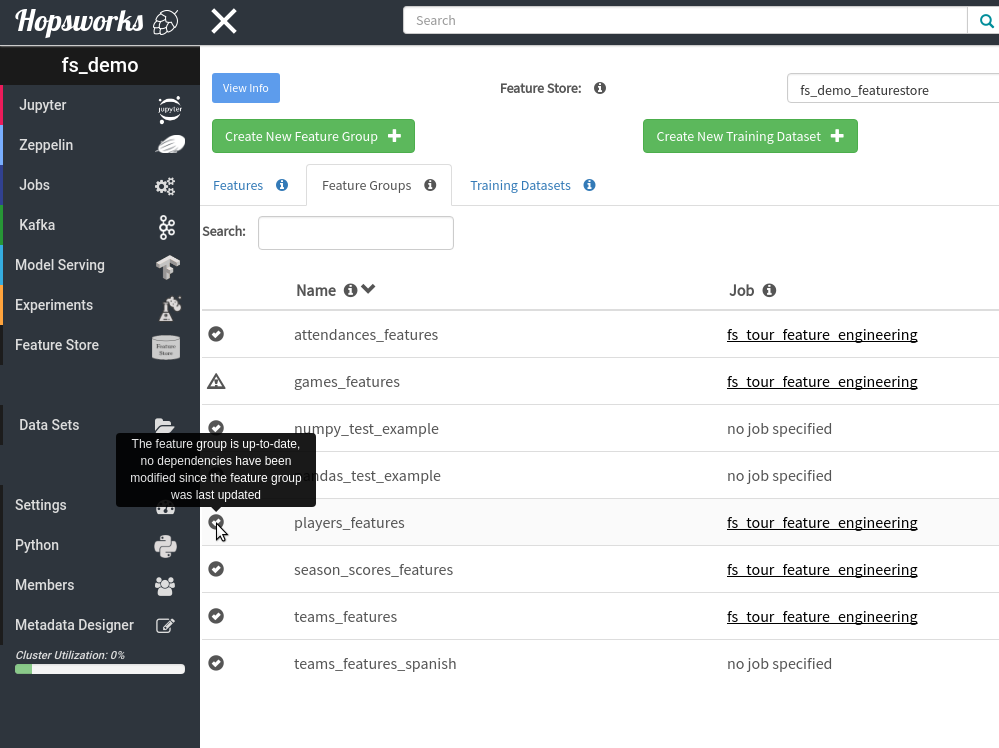 Hopsworks
Search
fs_demo
Jupyter
jupyter
Zeppelin
Jobs
Kafka
Model Serving
Experiments
Feature Store
Feature
Store
Data Sets
Settings
Python
Members
Metadata Designer
Cluster Utilization: 0%
View Info
Feature Store:
fs_demo_featurestore
Create New Feature Group
Create New Training Dataset
Features
Feature Groups
Training Datasets
Search:
Name
Job
attendances_features
fs_tour_feature_engineering
games_features
fs_tour_feature_engineering
numpy_test_example
no job specified
The feature group is up-to-date,
no dependencies have been
modified since the feature group
was last updated
andas_test_example
no job specified
players_features
fs_tour_feature_engineering
season_scores_features
fs_tour_feature_engineering
teams_features
fs_tour_feature_engineering
teams_features_spanish
no job specified